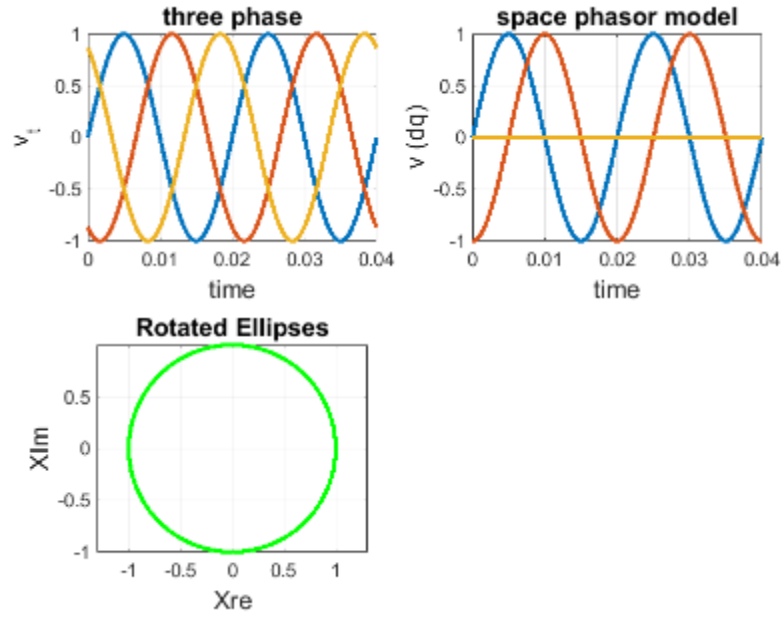 three phase
1
0.5
0
-0.5
-1
v_t
0 0.01 0.02 0.03 0.04
time
space phasor model
1
0.5
0
-0.5
-1
v (dq)
0 0.01 0.02 0.03 0.04
time
Rotated Ellipses
0.5
0
-0.5
-1
XIm
-1 -0.5 0 0.5 1
Xre